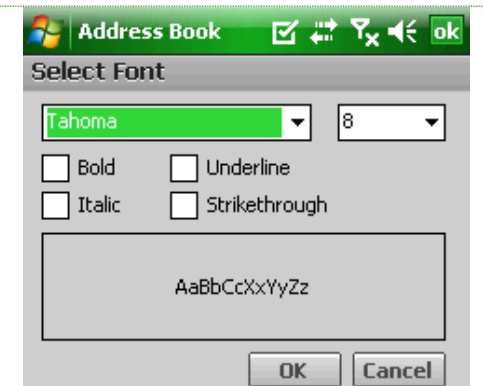 Address Book ok
Select Font
Tahoma 8
Bold Underline
Italic Strikethrough
AaBbCcXxYyZz
OK Cancel